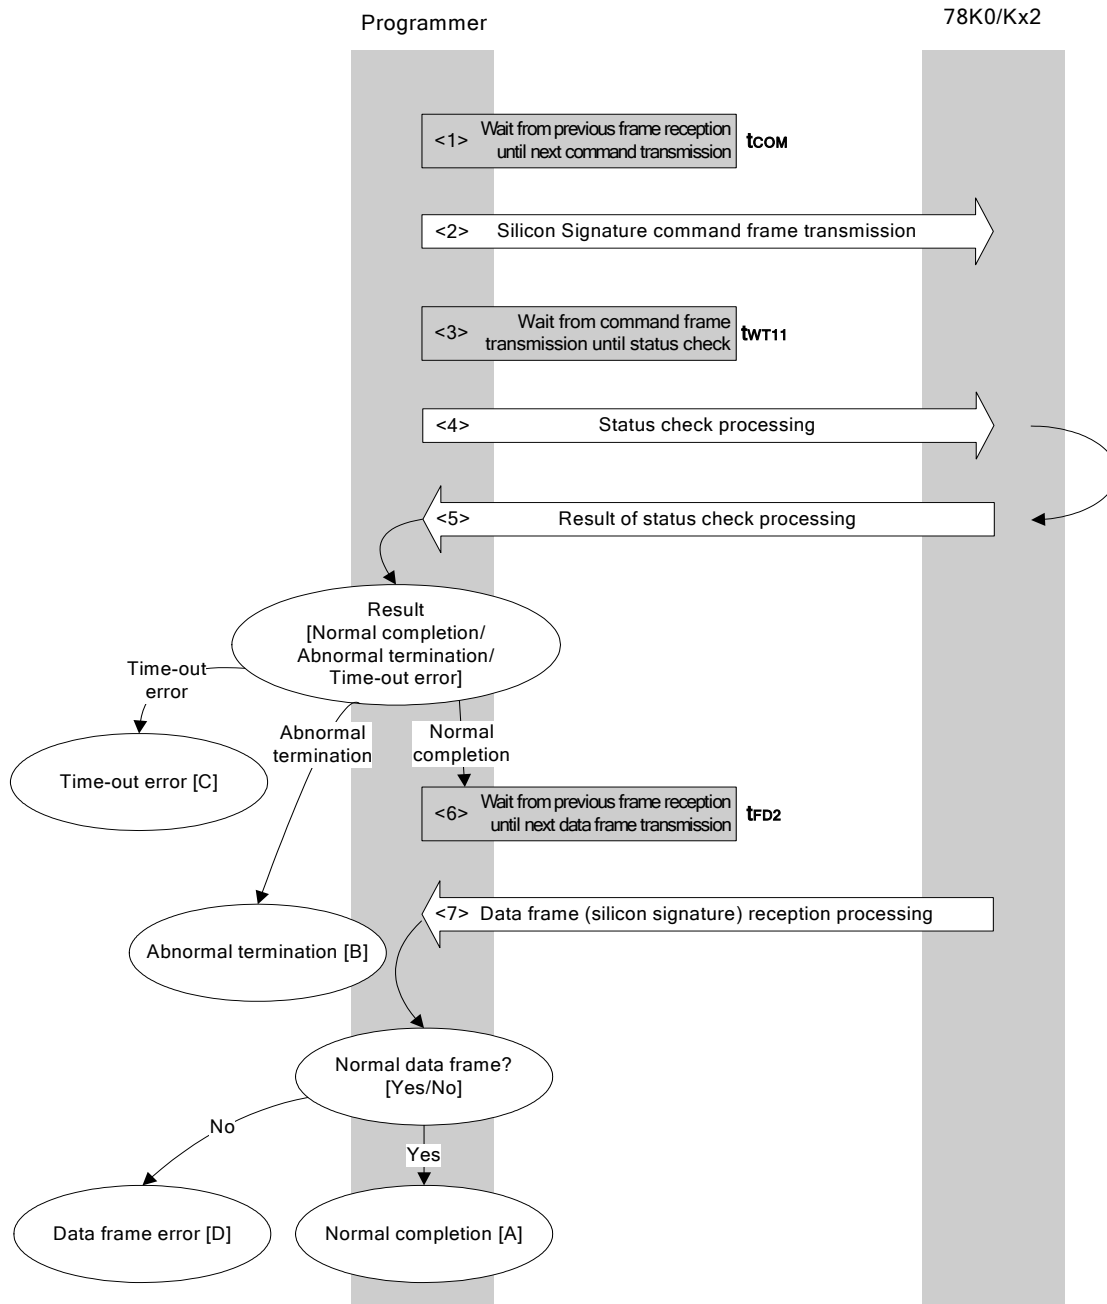 Programmer
78K0/Kx2
<1> Wait from previous frame reception
until next command transmission
tCOM
<2> Silicon Signature command frame transmission
<3> Wait from command frame
transmission until status check
tWT11
<4> Status check processing
<5> Result of status check processing
Result
[Normal completion/
Abnormal termination/
Time-out error]
Time-out
error
Abnormal
termination
Normal
completion
Time-out error [C]
<6> Wait from previous frame reception
until next data frame transmission
tFD2
<7> Data frame (silicon signature) reception processing
Abnormal termination [B]
Normal data frame?
[Yes/No]
No
Yes
Data frame error [D]
Normal completion [A]